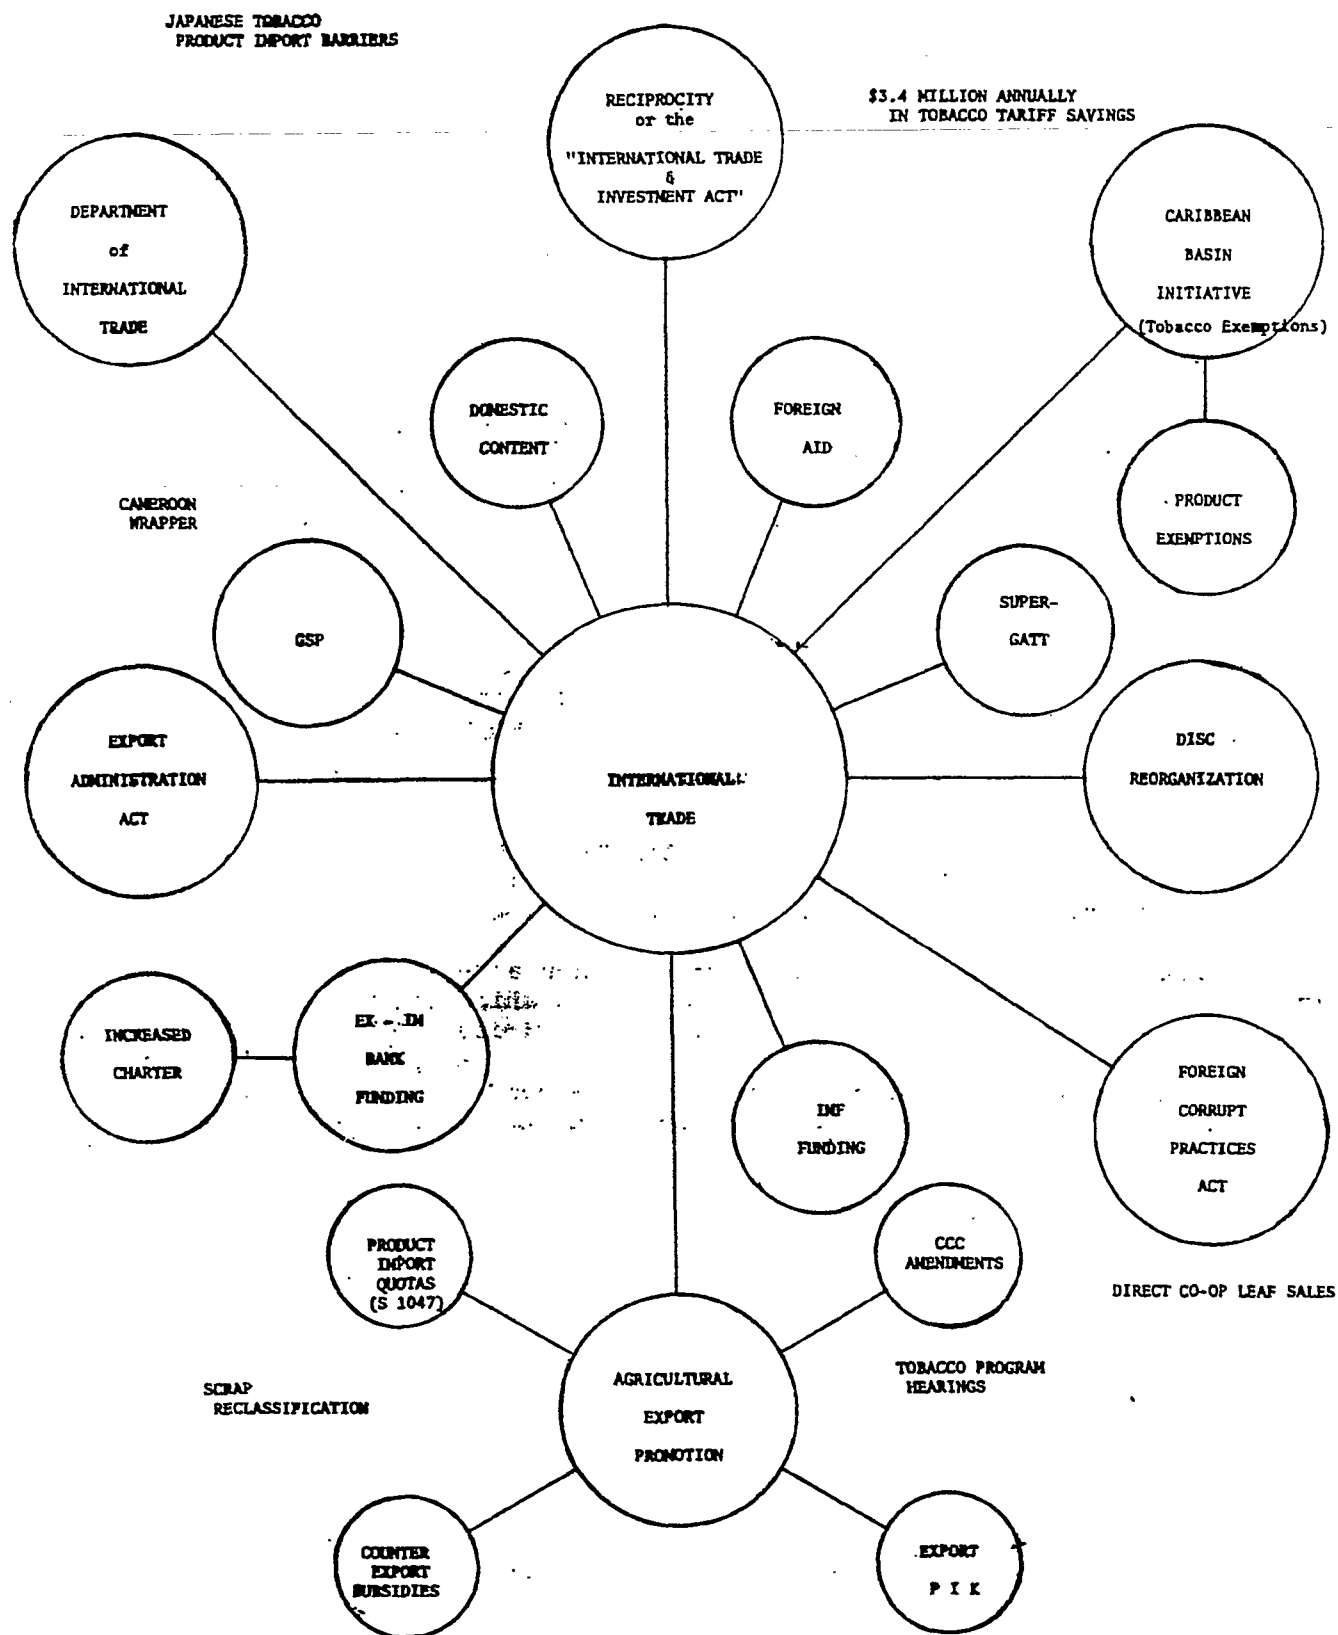 JAPANESE TOBACCO
PRODUCT IMPORT BARRIERS
RECIPROCITY
or the
"INTERNATIONAL TRADE
&
INVESTMENT ACT"
$3.4 MILLION ANNUALLY
IN TOBACCO TARIFF SAVINGS
DEPARTMENT
of
INTERNATIONAL
TRADE
CARIBBEAN
BASIN
INITIATIVE
(Tobacco Exemptions)
DOMESTIC
CONTENT
FOREIGN
AID
PRODUCT
EXEMPTIONS
CAMEROON
WRAPPER
GSP
SUPER-
GATT
EXPORT
ADMINISTRATION
ACT
INTERNATIONAL
TRADE
DISC
REORGANIZATION
INCREASED
CHARTER
EX - IM
BANK
FUNDING
IMF
FUNDING
FOREIGN
CORRUPT
PRACTICES
ACT
PRODUCT
IMPORT
QUOTAS
(S 1047)
CCC
AMENDMENTS
DIRECT CO-OP LEAF SALES
SCRAP
RECLASSIFICATION
AGRICULTURAL
EXPORT
PROMOTION
TOBACCO PROGRAM
HEARINGS
COUNTER
EXPORT
SUBSIDIES
EXPORT
P I K